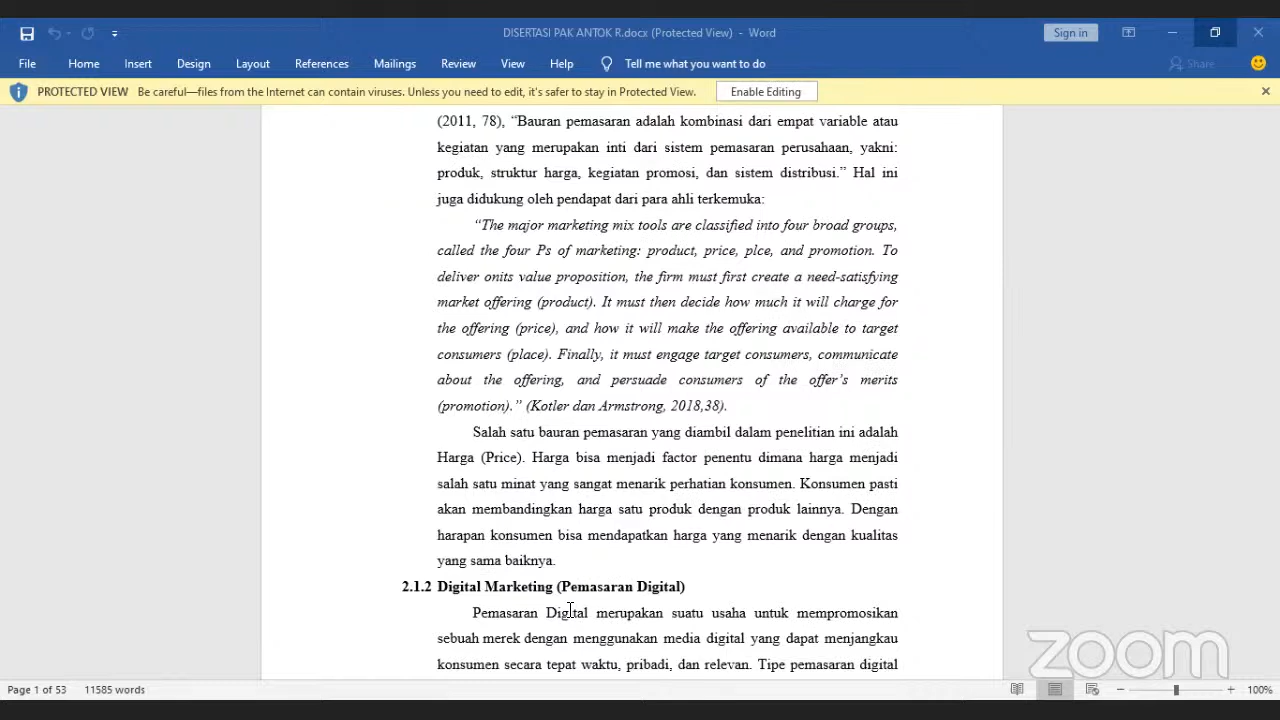 DISERTASI PAK ANTOK R.docx (Protected View) - Word
Sign in
File Home Insert Design Layout References Mailings Review View Help Tell me what you want to do Share
PROTECTED VIEW Be careful—files from the Internet can contain viruses. Unless you need to edit, it's safer to stay in Protected View. Enable Editing
(2011, 78), “Bauran pemasaran adalah kombinasi dari empat variable atau
kegiatan yang merupakan inti dari sistem pemasaran perusahaan, yakni:
produk, struktur harga, kegiatan promosi, dan sistem distribusi.” Hal ini
juga didukung oleh pendapat dari para ahli terkemuka:
“The major marketing mix tools are classified into four broad groups,
called the four Ps of marketing: product, price, plce, and promotion. To
deliver onits value proposition, the firm must first create a need-satisfying
market offering (product). It must then decide how much it will charge for
the offering (price), and how it will make the offering available to target
consumers (place). Finally, it must engage target consumers, communicate
about the offering, and persuade consumers of the offer’s merits
(promotion).” (Kotler dan Armstrong, 2018,38).
Salah satu bauran pemasaran yang diambil dalam penelitian ini adalah
Harga (Price). Harga bisa menjadi factor penentu dimana harga menjadi
salah satu minat yang sangat menarik perhatian konsumen. Konsumen pasti
akan membandingkan harga satu produk dengan produk lainnya. Dengan
harapan konsumen bisa mendapatkan harga yang menarik dengan kualitas
yang sama baiknya.
2.1.2 Digital Marketing (Pemasaran Digital)
Pemasaran Digital merupakan suatu usaha untuk mempromosikan
sebuah merek dengan menggunakan media digital yang dapat menjangkau
konsumen secara tepat waktu, pribadi, dan relevan. Tipe pemasaran digital
zoom
Page 1 of 53 11585 words 100%